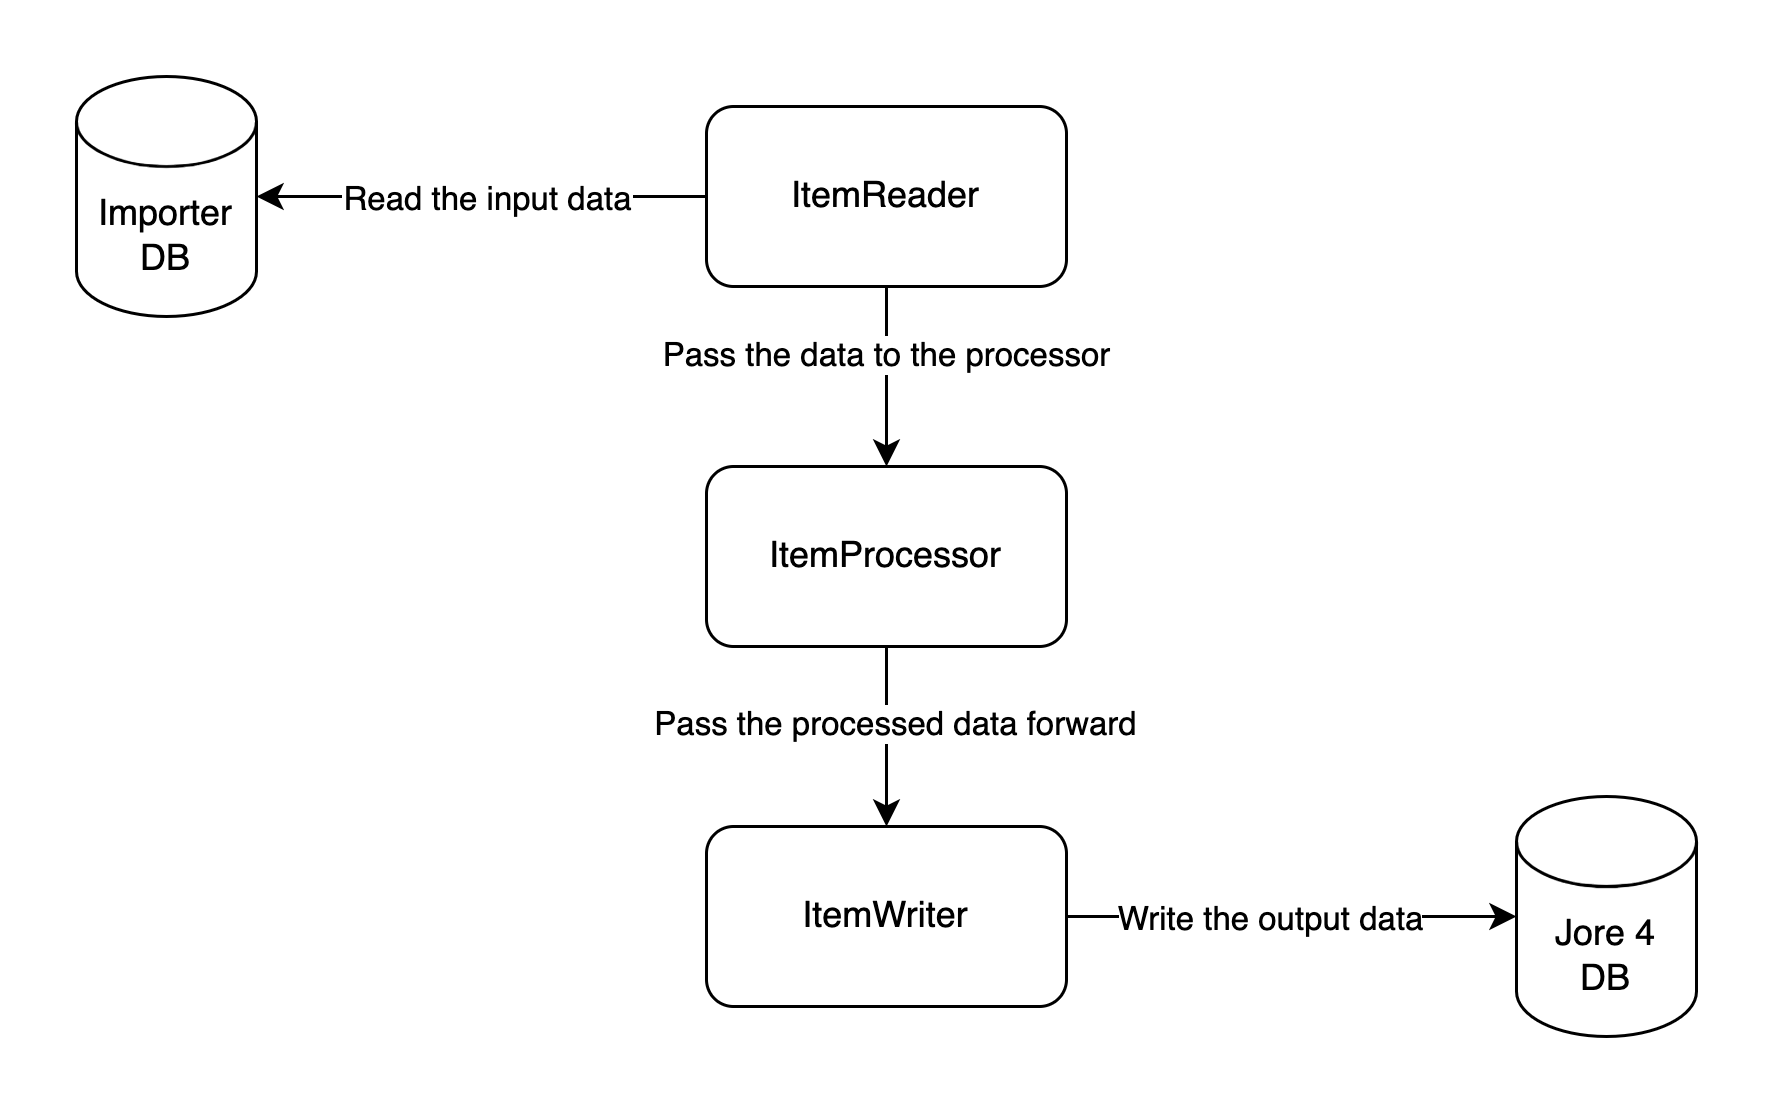 ItemReader
Read the input data
Importer
DB
Pass the data to the processor
ItemProcessor
Pass the processed data forward
ItemWriter
Write the output data
Jore 4
DB